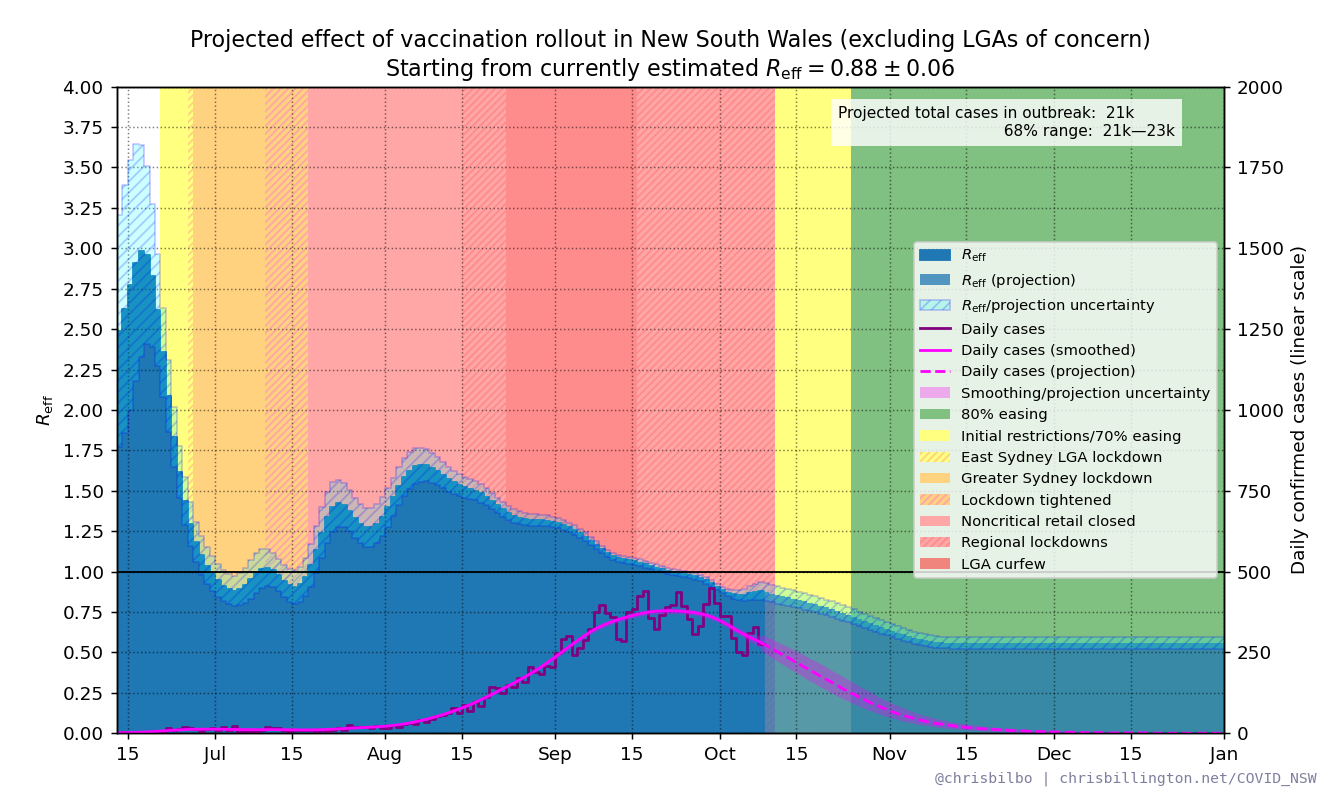 Projected effect of vaccination rollout in New South Wales (excluding LGAs of concern)
Starting from currently estimated R_eff = 0.88 ± 0.06
Projected total cases in outbreak: 21k
68% range: 21k—23k
4.00
3.75
3.50
3.25
3.00
2.75
2.50
2.25
2.00
1.75
1.50
1.25
1.00
0.75
0.50
0.25
0.00
R_eff
2000
1750
1500
1250
1000
750
500
250
0
Daily confirmed cases (linear scale)
R_eff
R_eff (projection)
R_eff/projection uncertainty
Daily cases
Daily cases (smoothed)
Daily cases (projection)
Smoothing/projection uncertainty
80% easing
Initial restrictions/70% easing
East Sydney LGA lockdown
Greater Sydney lockdown
Lockdown tightened
Noncritical retail closed
Regional lockdowns
LGA curfew
15 Jul 15 Aug 15 Sep 15 Oct 15 Nov 15 Dec 15 Jan
@chrisbilbo | chrisbillington.net/COVID_NSW